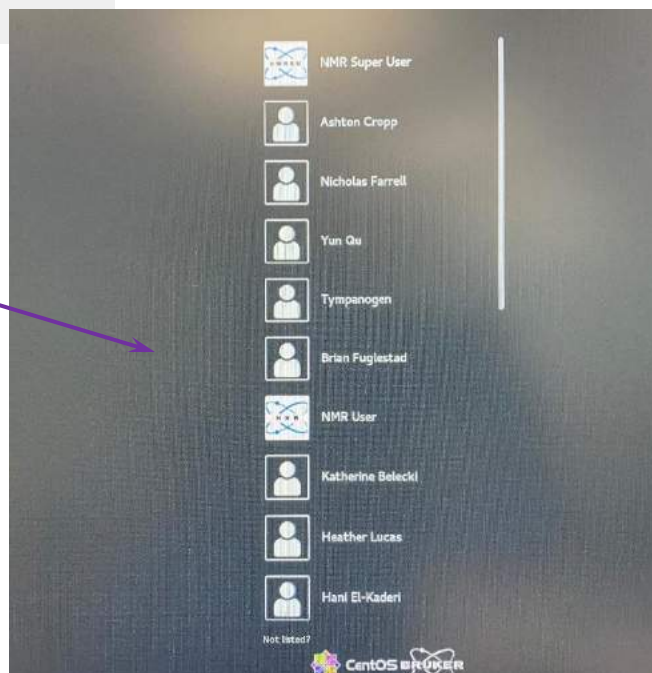 NMR Super User
Ashton Cropp
Nicholas Farrell
Yun Qu
Tympanogen
Brian Fuglestad
NMR User
Katherine Belecki
Heather Lucas
Hani El-Kaderi
Not listed?
CentOS BRUKER